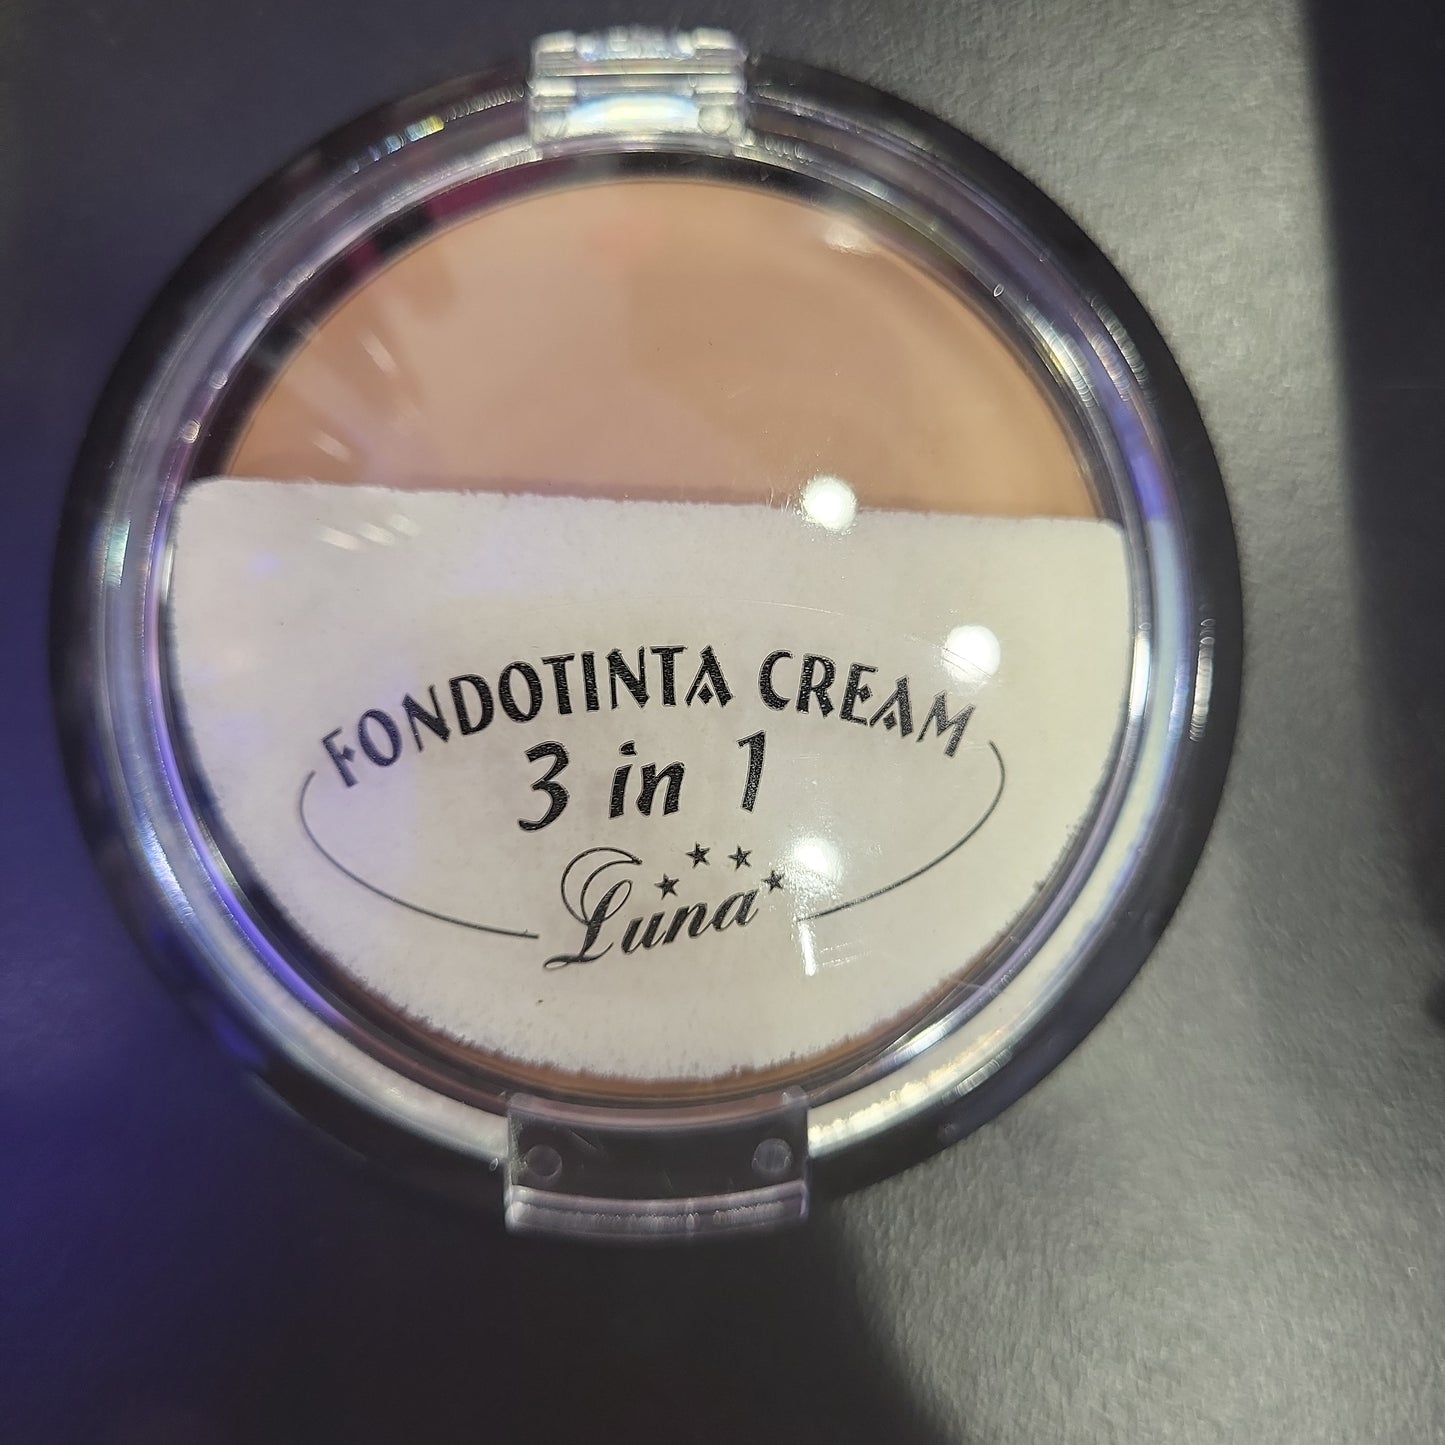 FONDOTINTA CREAM
3 in 1
Luna